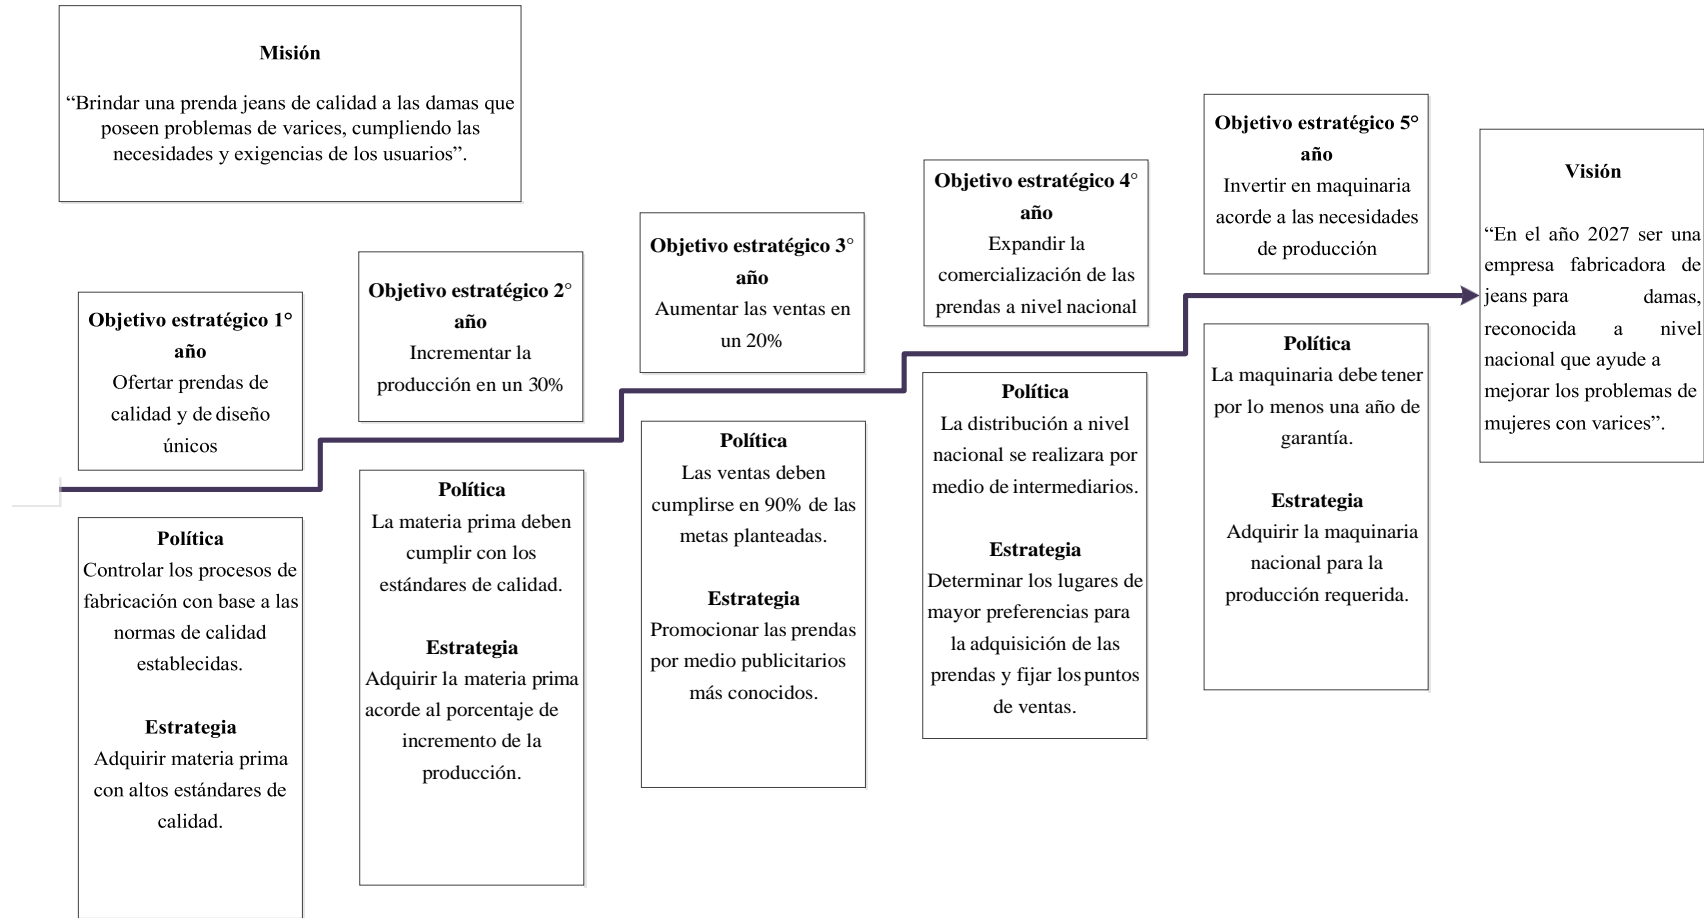 Misión
“Brindar una prenda jeans de calidad a las damas que
poseen problemas de varices, cumpliendo las
necesidades y exigencias de los usuarios”.
Objetivo estratégico 1°
año
Ofertar prendas de
calidad y de diseño
únicos
Política
Controlar los procesos de
fabricación con base a las
normas de calidad
establecidas.
Estrategia
Adquirir materia prima
con altos estándares de
calidad.
Objetivo estratégico 2°
año
Incrementar la
producción en un 30%
Política
La materia prima deben
cumplir con los
estándares de calidad.
Estrategia
Adquirir la materia prima
acorde al porcentaje de
incremento de la
producción.
Objetivo estratégico 3°
año
Aumentar las ventas en
un 20%
Política
Las ventas deben
cumplirse en 90% de las
metas planteadas.
Estrategia
Promocionar las prendas
por medio publicitarios
más conocidos.
Objetivo estratégico 4°
año
Expandir la
comercialización de las
prendas a nivel nacional
Política
La distribución a nivel
nacional se realizara por
medio de intermediarios.
Estrategia
Determinar los lugares de
mayor preferencias para
la adquisición de las
prendas y fijar los puntos
de ventas.
Objetivo estratégico 5°
año
Invertir en maquinaria
acorde a las necesidades
de producción
Política
La maquinaria debe tener
por lo menos una año de
garantía.
Estrategia
Adquirir la maquinaria
nacional para la
producción requerida.
Visión
“En el año 2027 ser una
empresa fabricadora de
jeans para damas,
reconocida a nivel
nacional que ayude a
mejorar los problemas de
mujeres con varices”.